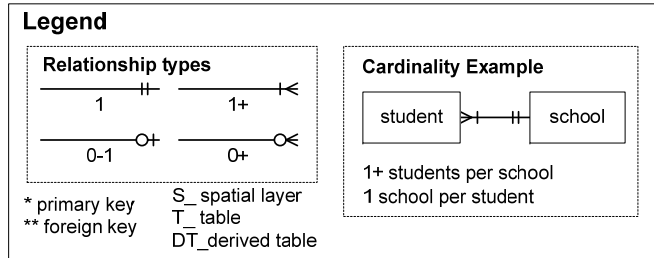 Legend
Relationship types
1
1+
0-1
0+
* primary key
** foreign key
S_ spatial layer
T_ table
DT_derived table
Cardinality Example
student
school
1+ students per school
1 school per student